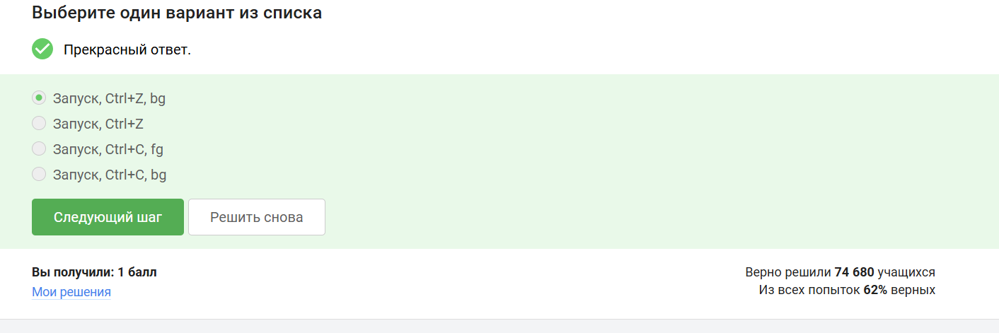 Выберите один вариант из списка
Прекрасный ответ.
Запуск, Ctrl+Z, bg
Запуск, Ctrl+Z
Запуск, Ctrl+C, fg
Запуск, Ctrl+C, bg
Следующий шаг
Решить снова
Вы получили: 1 балл
Мои решения
Верно решили 74 680 учащихся
Из всех попыток 62% верных